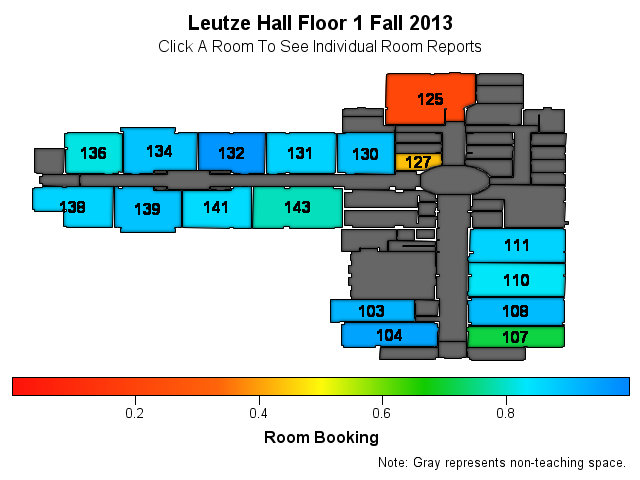 Leutze Hall Floor 1 Fall 2013
Click A Room To See Individual Room Reports
125
136 134 132 131 130 127
138 139 141 143
111
110
103 108
104 107
0.2 0.4 0.6 0.8
Room Booking
Note: Gray represents non-teaching space.